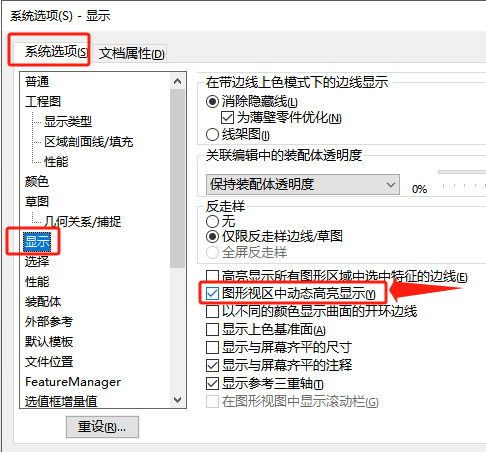 系统选项(S) - 显示
系统选项(S) 文档属性(D)
普通
工程图
显示类型
区域剖面线/填充
性能
颜色
草图
几何关系/捕捉
显示
选择
性能
装配体
外部参考
默认模板
文件位置
FeatureManager
选值框增量值
重设(R)...
在带边线上色模式下的边线显示
消除隐藏线(L)
为薄壁零件优化(N)
线架图(I)
关联编辑中的装配体透明度
保持装配体透明度 0%
反走样
无
仅限反走样边线/草图
全屏反走样
高亮显示所有图形区域中选中特征的边线(E)
图形视区中动态高亮显示(Y)
以不同的颜色显示曲面的开环边线
显示上色基准面(A)
显示与屏幕齐平的尺寸
显示与屏幕齐平的注释
显示参考三重轴(T)
在图形视图中显示滚动栏(G)